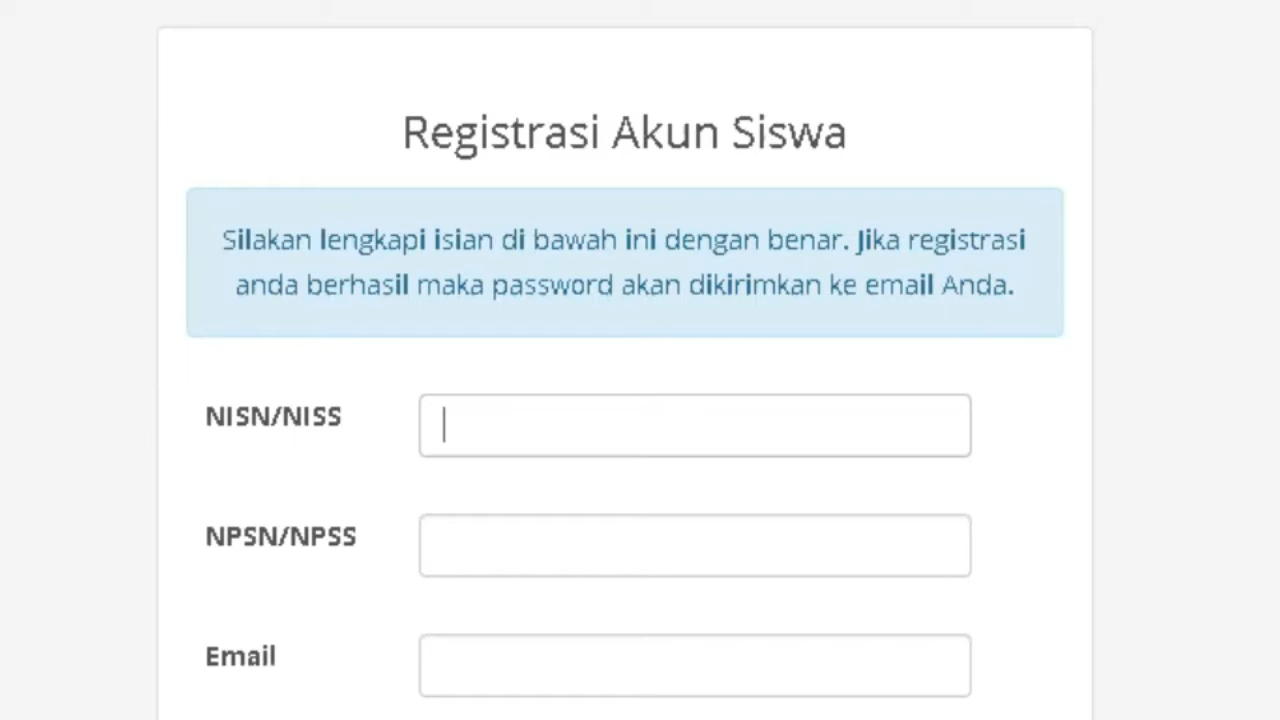 Registrasi Akun Siswa
Silakan lengkapi isian di bawah ini dengan benar. Jika registrasi
anda berhasil maka password akan dikirimkan ke email Anda.
NISN/NISS
NPSN/NPSS
Email